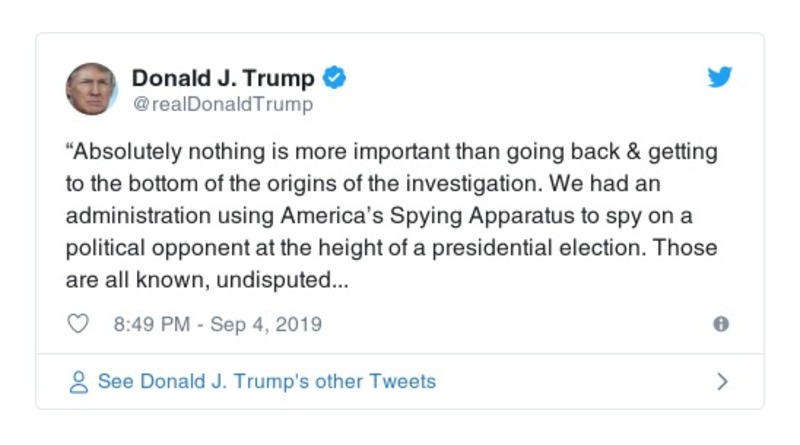 Donald J. Trump
@realDonaldTrump
“Absolutely nothing is more important than going back & getting
to the bottom of the origins of the investigation. We had an
administration using America’s Spying Apparatus to spy on a
political opponent at the height of a presidential election. Those
are all known, undisputed...
8:49 PM - Sep 4, 2019
See Donald J. Trump's other Tweets